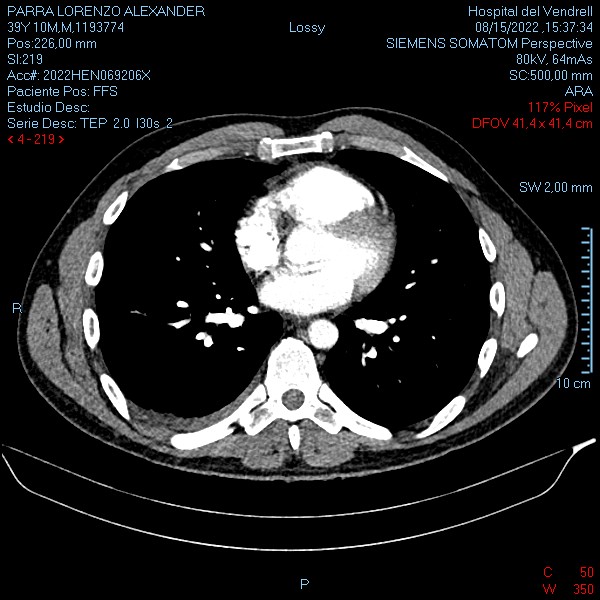 PARRA LORENZO ALEXANDER
39Y 10M,M,1193774
Pos:226,00 mm
SI:219
Acc#: 2022HEN069206X
Paciente Pos: FFS
Estudio Desc:
Serie Desc: TEP 2.0 I30s 2
< 4 - 219 >
Lossy
Hospital del Vendrell
08/15/2022 ,15:37:34
SIEMENS SOMATOM Perspective
80kV, 64mAs
SC:500,00 mm
ARA
117% Pixel
DFOV 41,4 x 41,4 cm
SW 2,00 mm
R
10 cm
P
C 50
W 350